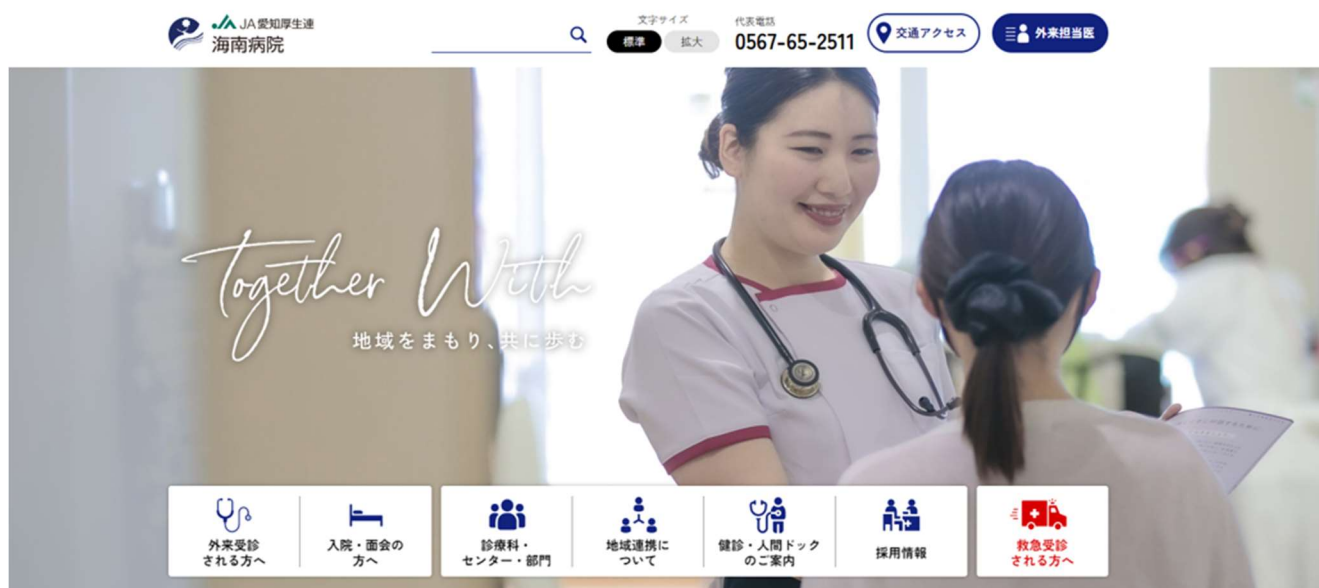 JA愛知厚生連
海南病院
文字サイズ
標準 拡大
代表電話
0567-65-2511
交通アクセス
外来担当医
Together With
地域をまもり、共に歩む
外来受診
される方へ
入院・面会の
方へ
診療科・
センター・部門
地域連携に
ついて
健診・人間ドック
のご案内
採用情報
救急受診
される方へ